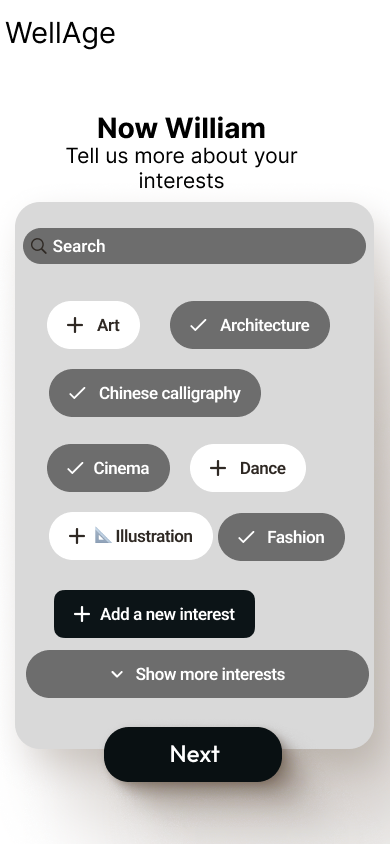 WellAge
Now William
Tell us more about your
interests
Search
Art
Architecture
Chinese calligraphy
Cinema
Dance
Illustration
Fashion
Add a new interest
Show more interests
Next